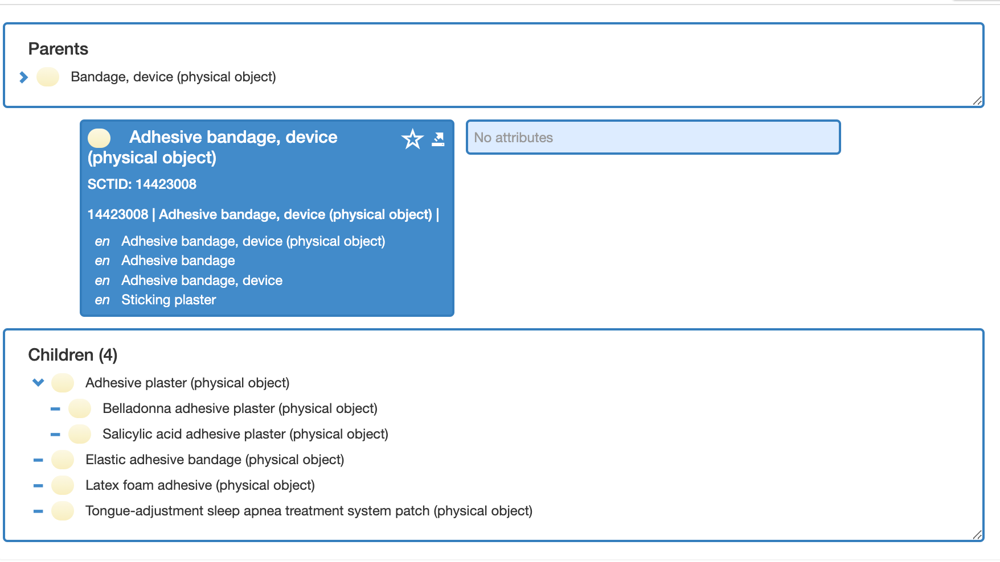 Parents
Bandage, device (physical object)
Adhesive bandage, device
(physical object)
SCTID: 14423008
14423008 | Adhesive bandage, device (physical object) |
en Adhesive bandage, device (physical object)
en Adhesive bandage
en Adhesive bandage, device
en Sticking plaster
No attributes
Children (4)
Adhesive plaster (physical object)
Belladonna adhesive plaster (physical object)
Salicylic acid adhesive plaster (physical object)
Elastic adhesive bandage (physical object)
Latex foam adhesive (physical object)
Tongue-adjustment sleep apnea treatment system patch (physical object)